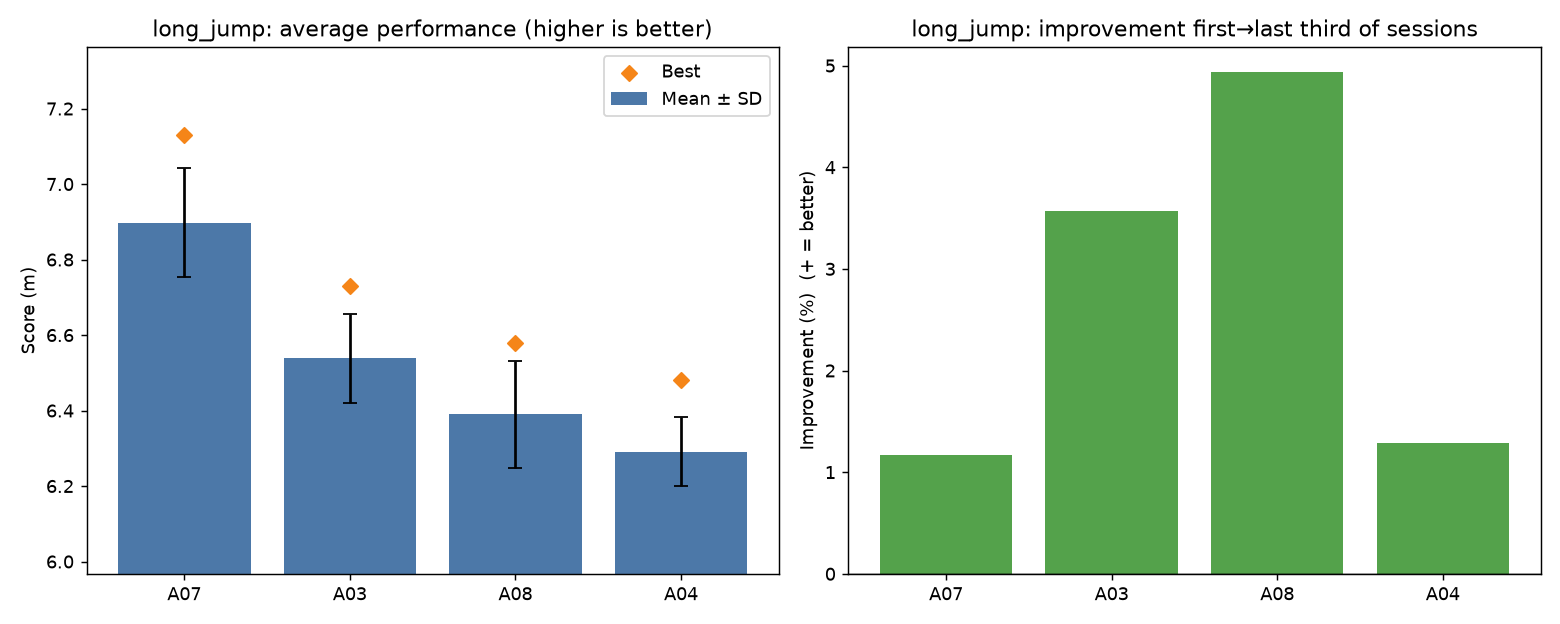 long_jump: average performance (higher is better)
Best
Mean ± SD
Score (m)
7.2
7.0
6.8
6.6
6.4
6.2
6.0
A07
A03
A08
A04
long_jump: improvement first→last third of sessions
Improvement (%)  (+ = better)
5
4
3
2
1
0
A07
A03
A08
A04